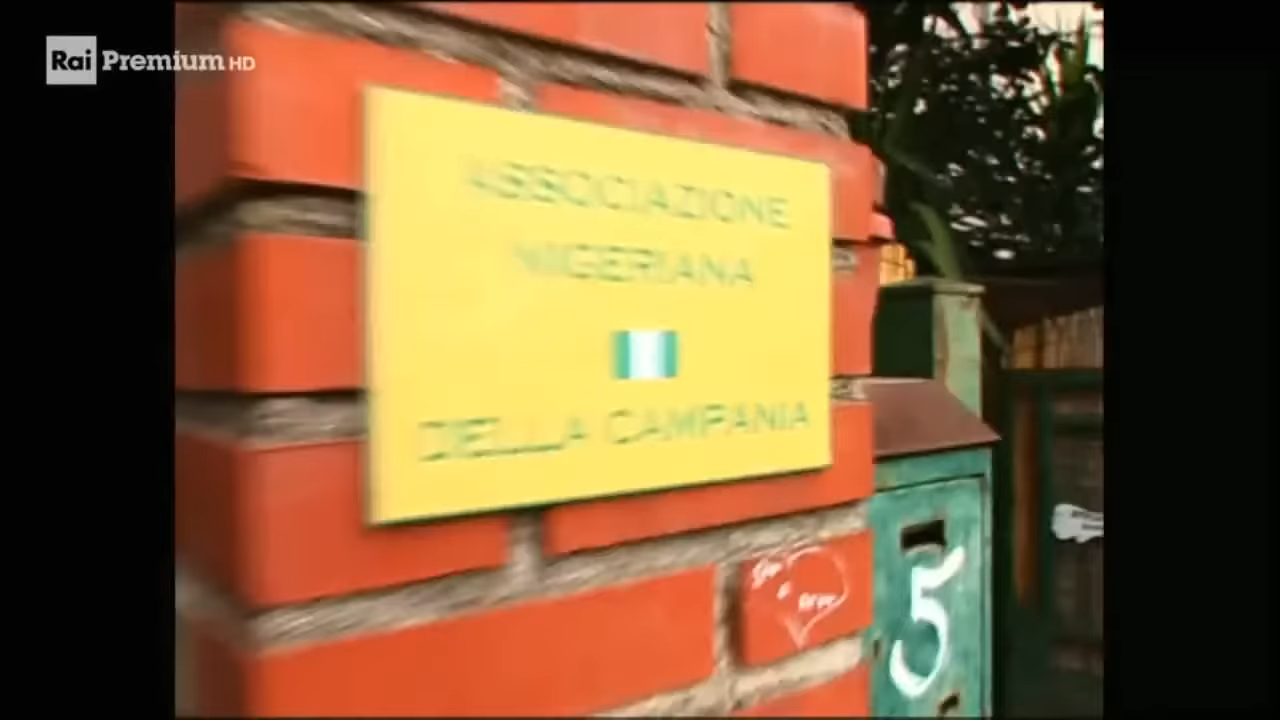 Rai Premium HD
ASSOCIAZIONE
NIGERIANA
DELLA CAMPANIA
5